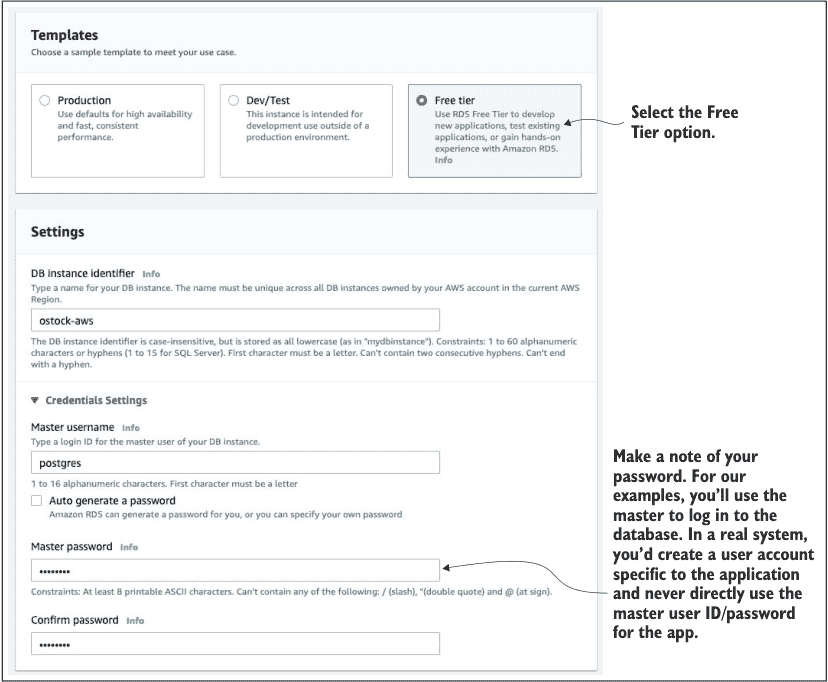 Templates
Choose a sample template to meet your use case.
Production
Use defaults for high availability
and fast, consistent
performance.
Dev/Test
This instance is intended for
development use outside of a
production environment.
Free tier
Use RDS Free Tier to develop
new applications, test existing
applications, or gain hands-on
experience with Amazon RDS.
Info
Select the Free
Tier option.
Settings
DB instance identifier Info
Type a name for your DB instance. The name must be unique across all DB instances owned by your AWS account in the current AWS
Region.
ostock-aws
The DB instance identifier is case-insensitive, but is stored as all lowercase (as in "mydbinstance"). Constraints: 1 to 60 alphanumeric
characters or hyphens (1 to 15 for SQL Server). First character must be a letter. Can't contain two consecutive hyphens. Can't end
with a hyphen.
Credentials Settings
Master username Info
Type a login ID for the master user of your DB instance.
postgres
1 to 16 alphanumeric characters. First character must be a letter
Auto generate a password
Amazon RDS can generate a password for you, or you can specify your own password
Master password Info
••••••••
Constraints: At least 8 printable ASCII characters. Can't contain any of the following: / (slash), "(double quote) and @ (at sign).
Confirm password Info
••••••••
Make a note of your
password. For our
examples, you'll use the
master to log in to the
database. In a real system,
you'd create a user account
specific to the application
and never directly use the
master user ID/password
for the app.